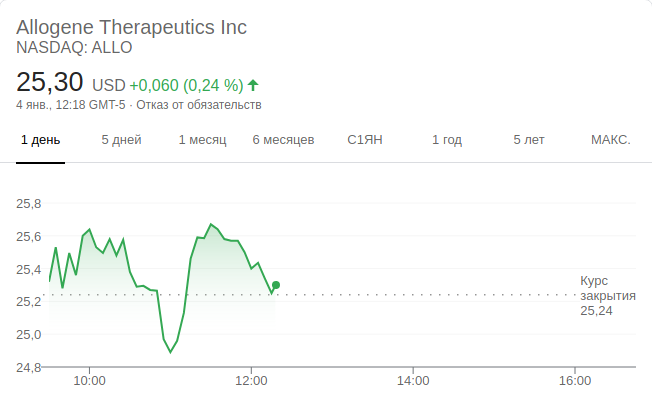 Allogene Therapeutics Inc
NASDAQ: ALLO
25,30 USD +0,060 (0,24 %)
4 янв., 12:18 GMT-5 · Отказ от обязательств
1 день 5 дней 1 месяц 6 месяцев С1ЯН 1 год 5 лет МАКС.
25,8
25,6
25,4
25,2
25,0
24,8
Курс
закрытия
25,24
10:00 12:00 14:00 16:00